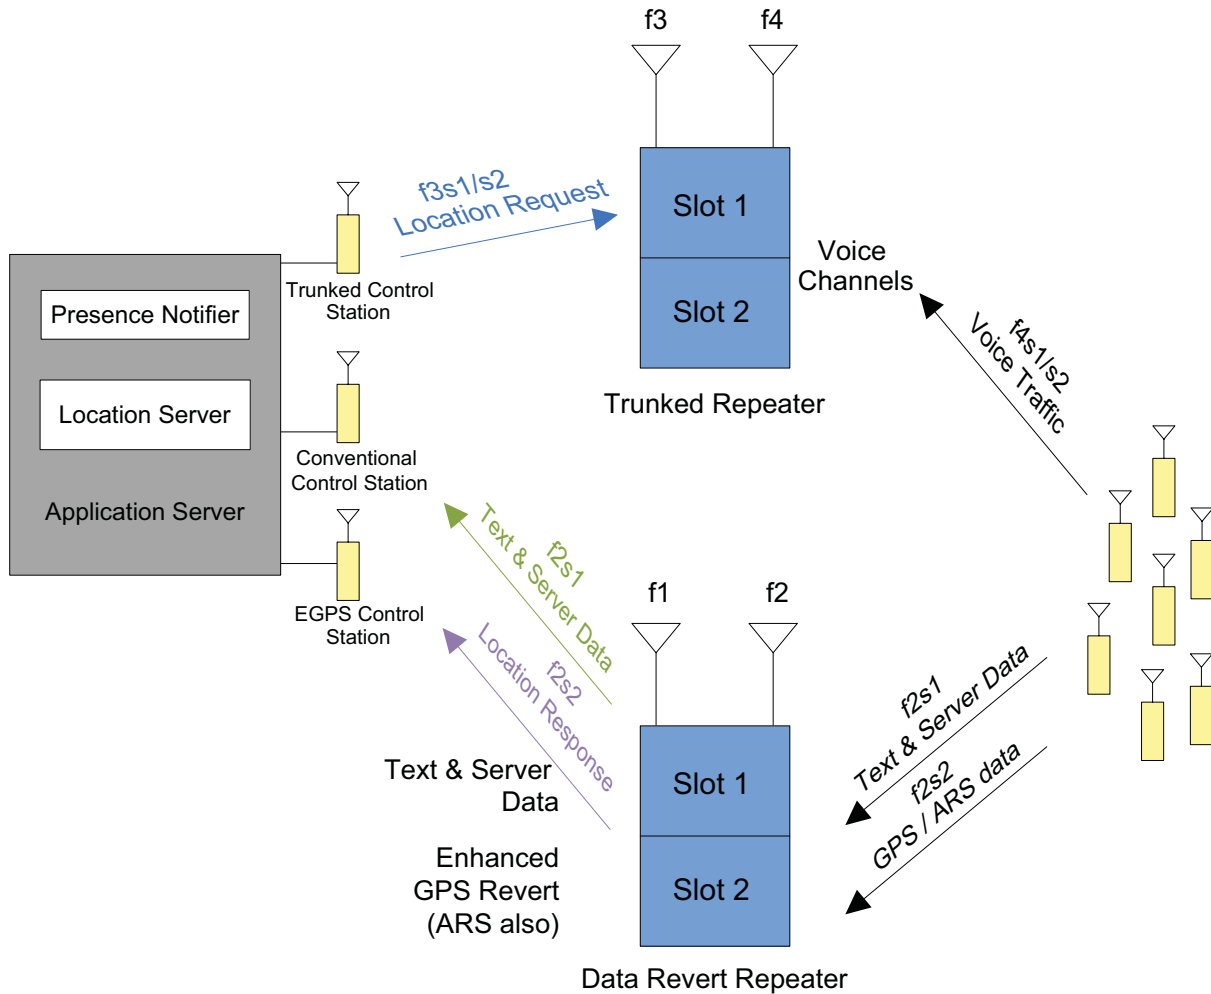 f3
f4
f3s1/s2
Location Request
Slot 1
Slot 2
Voice
Channels
Trunked Repeater
Trunked Control
Station
Presence Notifier
Location Server
Application Server
Conventional
Control Station
EGPS Control
Station
f4s1/s2
Voice Traffic
f2s1
Text & Server Data
f2s2
Location Response
f1
f2
f2s1
Text & Server Data
f2s2
GPS / ARS data
Text & Server
Data
Slot 1
Enhanced
GPS Revert
(ARS also)
Slot 2
Data Revert Repeater